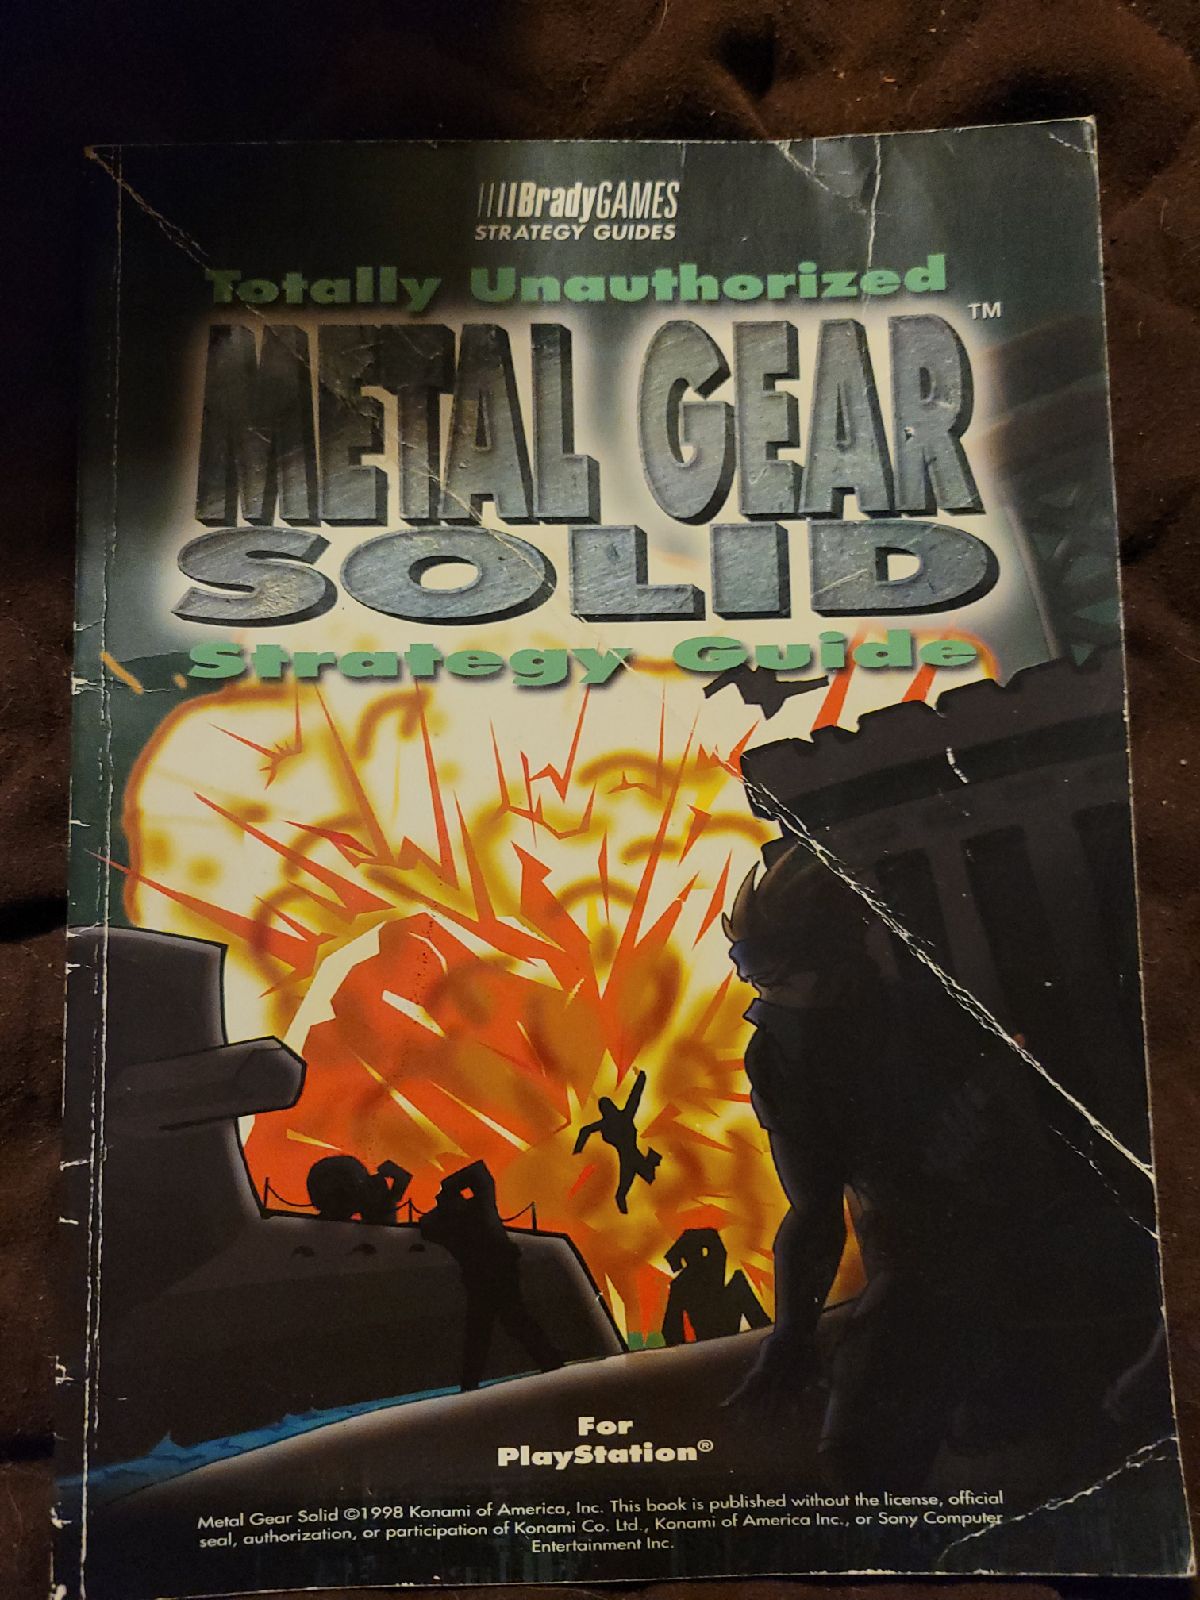 BradyGAMES
STRATEGY GUIDES
Totally Unauthorized
METAL GEAR™
SOLID
Strategy Guide
For
PlayStation®
Metal Gear Solid ©1998 Konami of America, Inc. This book is published without the license, official
seal, authorization, or participation of Konami Co. Ltd., Konami of America Inc., or Sony Computer
Entertainment Inc.